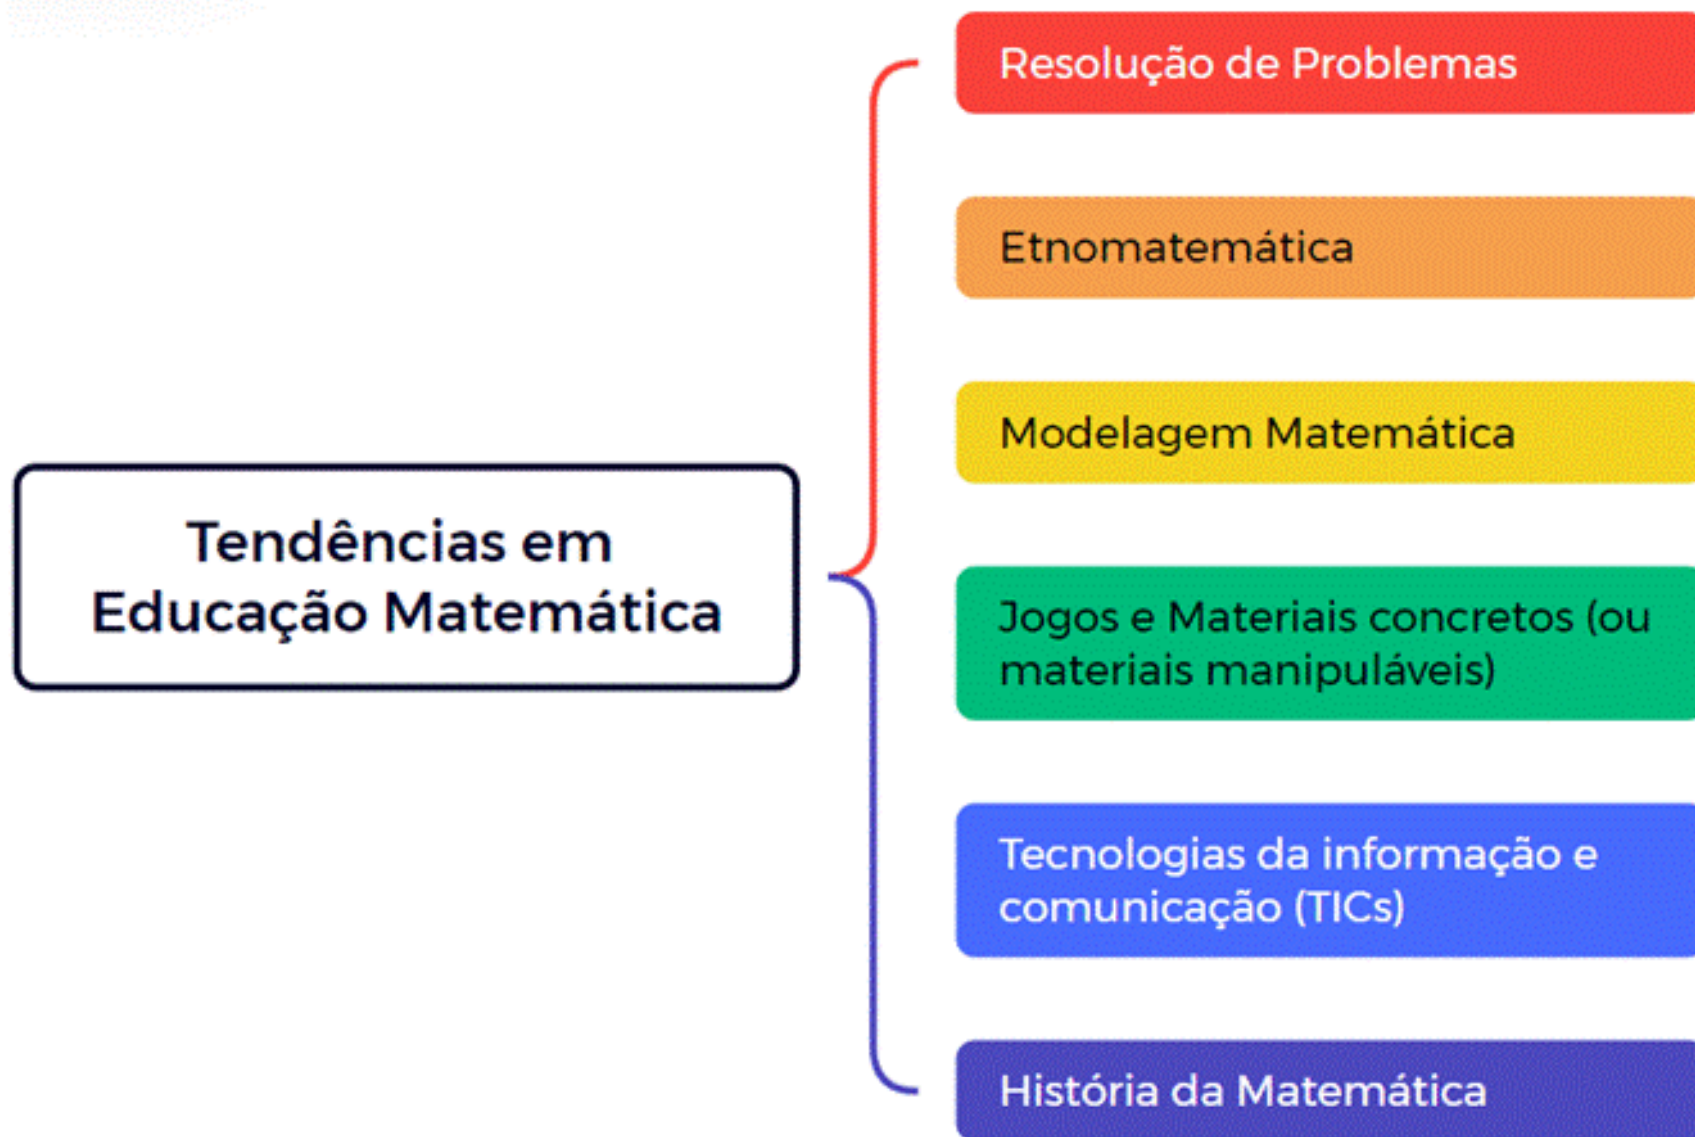 Tendências em
Educação Matemática
Resolução de Problemas
Etnomatemática
Modelagem Matemática
Jogos e Materiais concretos (ou
materiais manipuláveis)
Tecnologias da informação e
comunicação (TICs)
História da Matemática